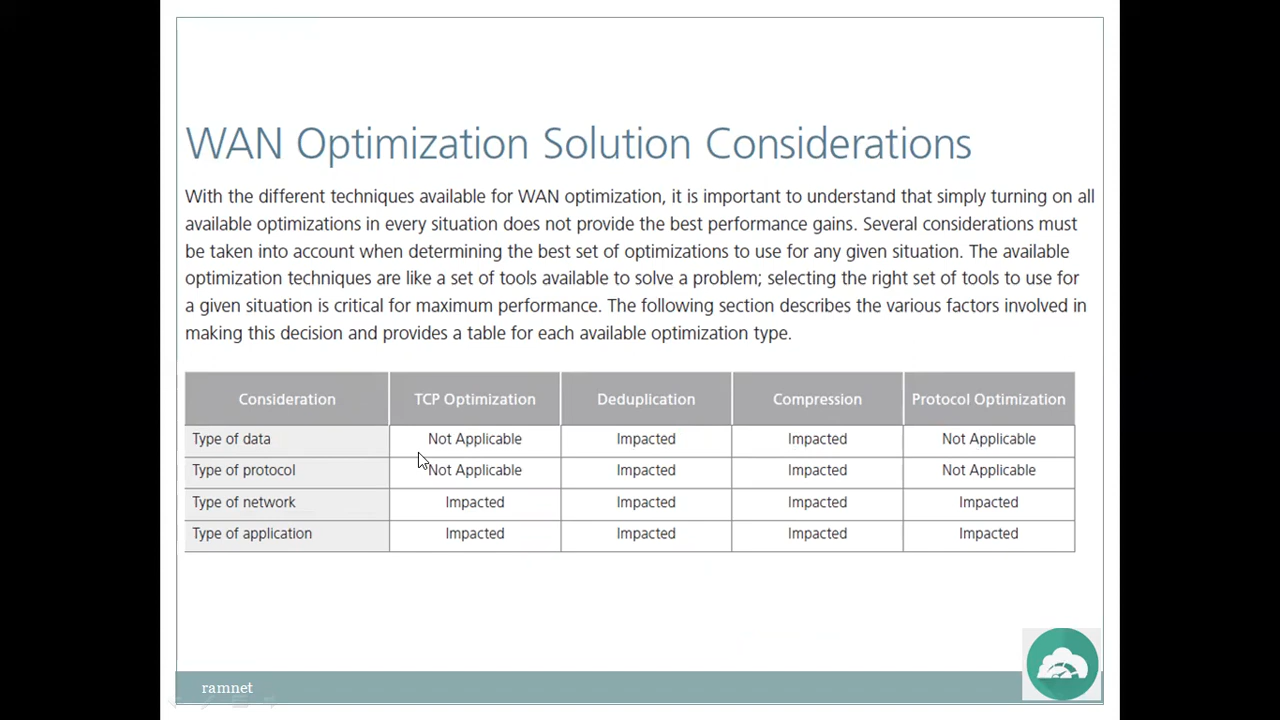 WAN Optimization Solution Considerations
With the different techniques available for WAN optimization, it is important to understand that simply turning on all
available optimizations in every situation does not provide the best performance gains. Several considerations must
be taken into account when determining the best set of optimizations to use for any given situation. The available
optimization techniques are like a set of tools available to solve a problem; selecting the right set of tools to use for
a given situation is critical for maximum performance. The following section describes the various factors involved in
making this decision and provides a table for each available optimization type.
Consideration TCP Optimization Deduplication Compression Protocol Optimization
Type of data Not Applicable Impacted Impacted Not Applicable
Type of protocol Not Applicable Impacted Impacted Not Applicable
Type of network Impacted Impacted Impacted Impacted
Type of application Impacted Impacted Impacted Impacted
ramnet